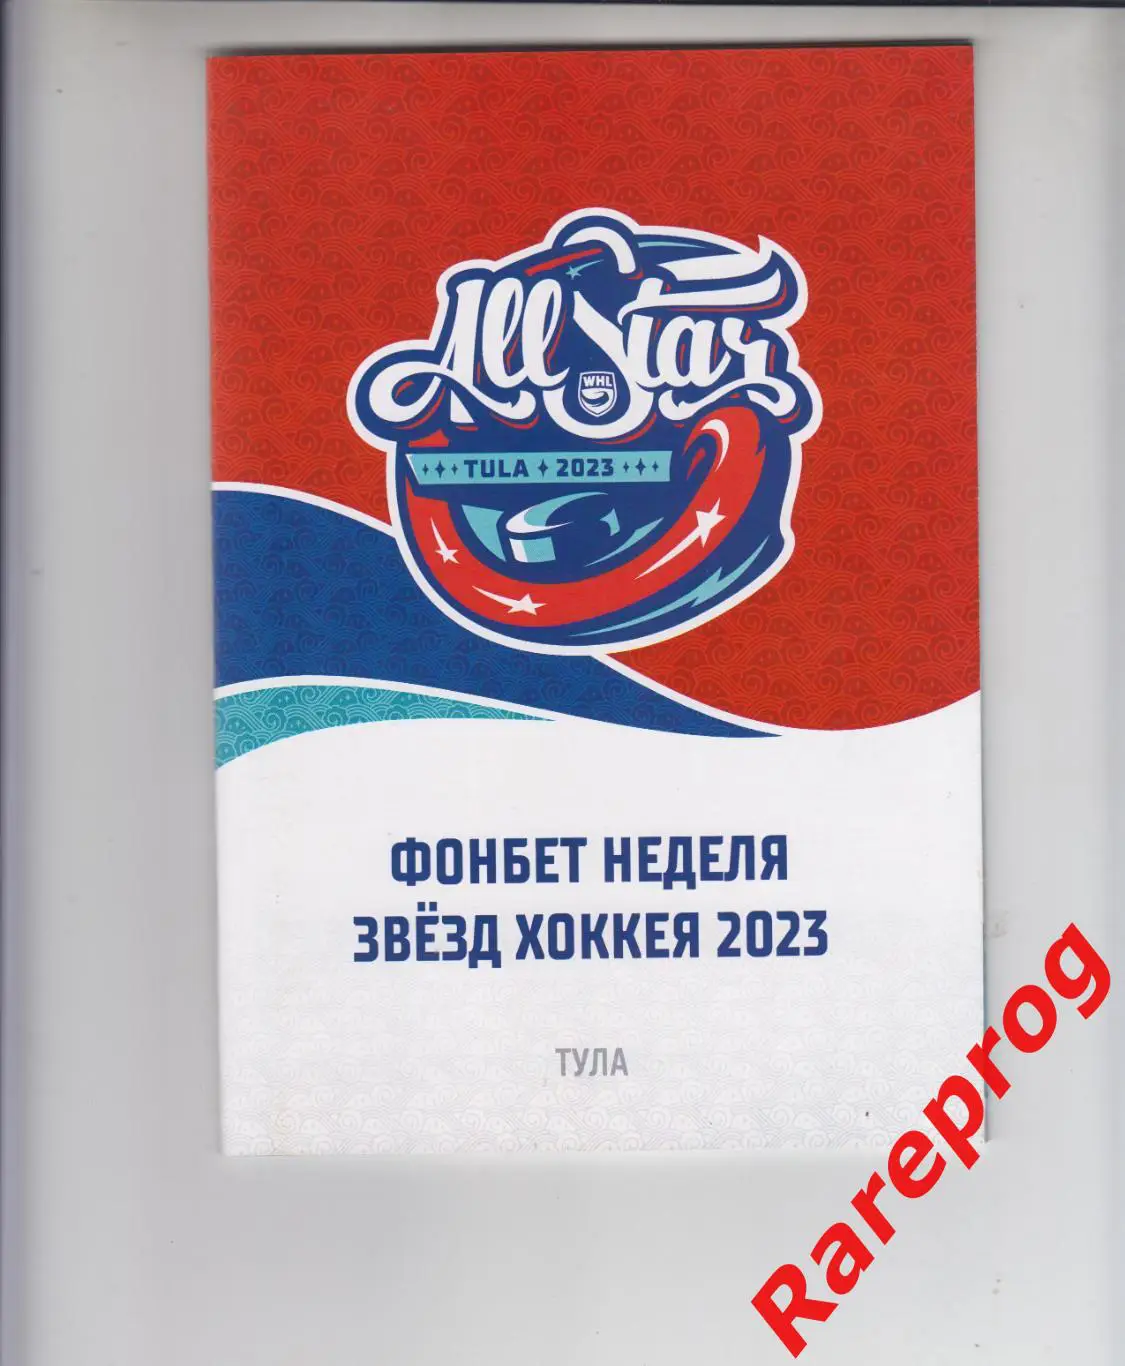 All Star
WHL
TULA 2023
ФОНБЕТ НЕДЕЛЯ
ЗВЁЗД ХОККЕЯ 2023
ТУЛА
Rareprog